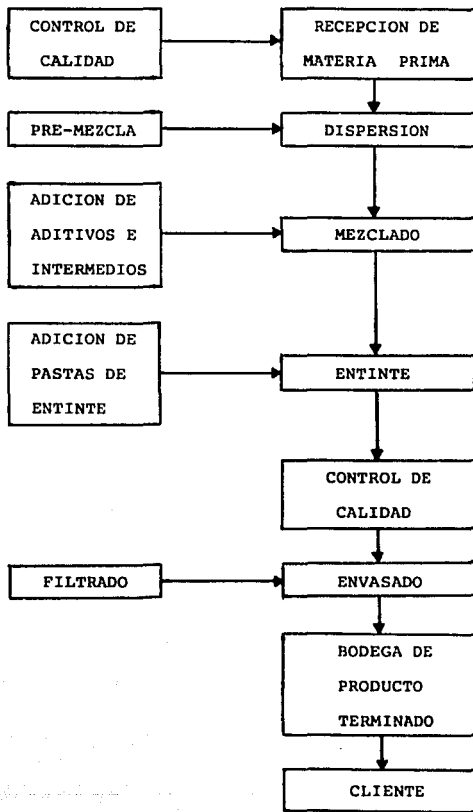 CONTROL DE
CALIDAD
RECEPCION DE
MATERIA PRIMA
PRE-MEZCLA
DISPERSION
ADICION DE
ADITIVOS E
INTERMEDIOS
MEZCLADO
ADICION DE
PASTAS DE
ENTINTE
ENTINTE
CONTROL DE
CALIDAD
FILTRADO
ENVASADO
BODEGA DE
PRODUCTO
TERMINADO
CLIENTE